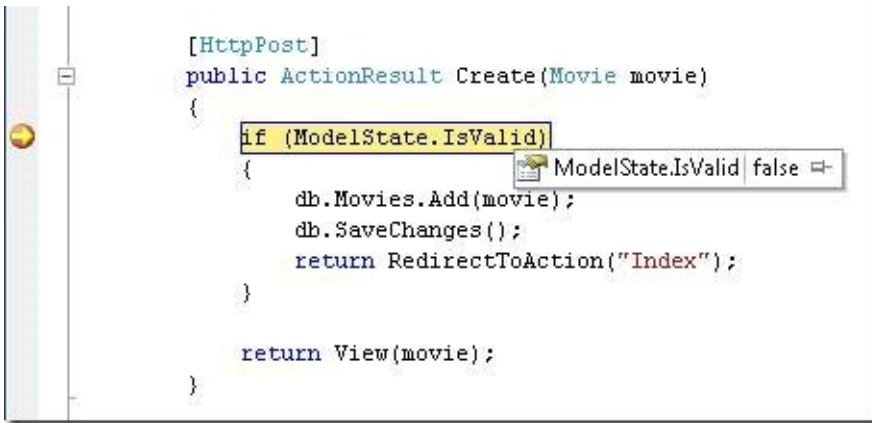 [HttpPost]
public ActionResult Create(Movie movie)
{
if (ModelState.IsValid)
ModelState.IsValid false
{
db.Movies.Add(movie);
db.SaveChanges();
return RedirectToAction("Index");
}
return View(movie);
}